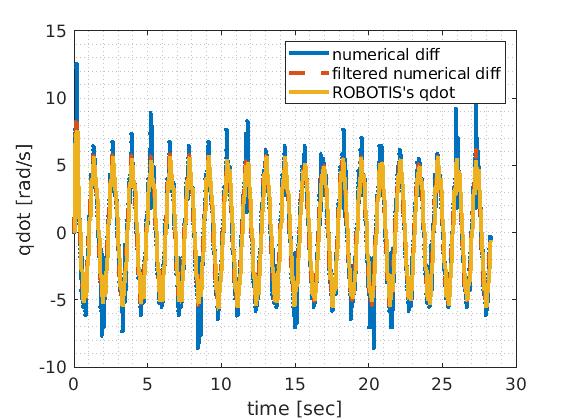 15
10
5
0
-5
-10
qdot [rad/s]
numerical diff
filtered numerical diff
ROBOTIS's qdot
0 5 10 15 20 25 30
time [sec]